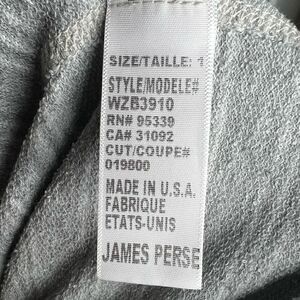 SIZE/TAILLE: 1
STYLE/MODELE#
WZB3910
RN# 95339
CA# 31092
CUT/COUPE#
019800
MADE IN U.S.A.
FABRIQUE
ETATS-UNIS
JAMES PERSE